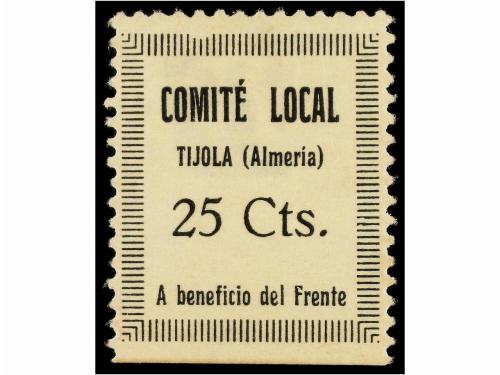 COMITÉ LOCAL
TIJOLA (Almería)
25 Cts.
A beneficio del Frente